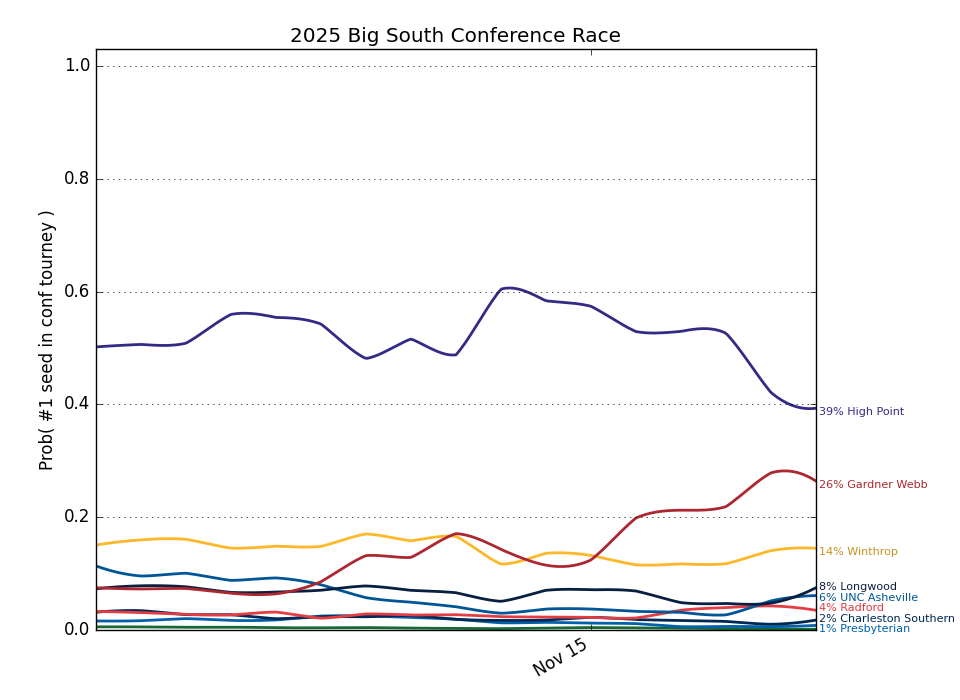 2025 Big South Conference Race
Prob( #1 seed in conf tourney )
1.0
0.8
0.6
0.4
0.2
0.0
Nov 15
39% High Point
26% Gardner Webb
14% Winthrop
8% Longwood
6% UNC Asheville
4% Radford
2% Charleston Southern
1% Presbyterian